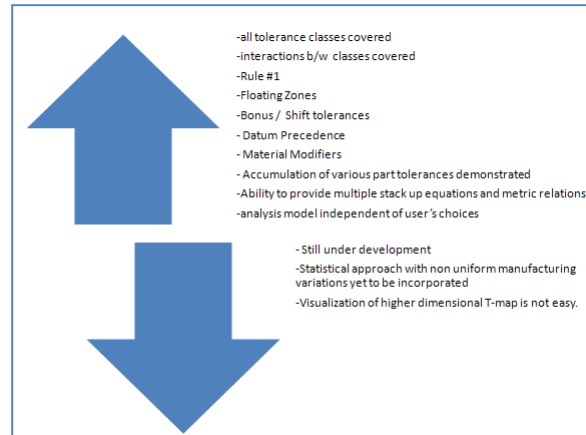 -all tolerance classes covered
-interactions b/w classes covered
-Rule #1
-Floating Zones
-Bonus / Shift tolerances
- Datum Precedence
- Material Modifiers
- Accumulation of various part tolerances demonstrated
-Ability to provide multiple stack up equations and metric relations
-analysis model independent of user's choices
- Still under development
-Statistical approach with non uniform manufacturing
variations yet to be incorporated
-Visualization of higher dimensional T-map is not easy.